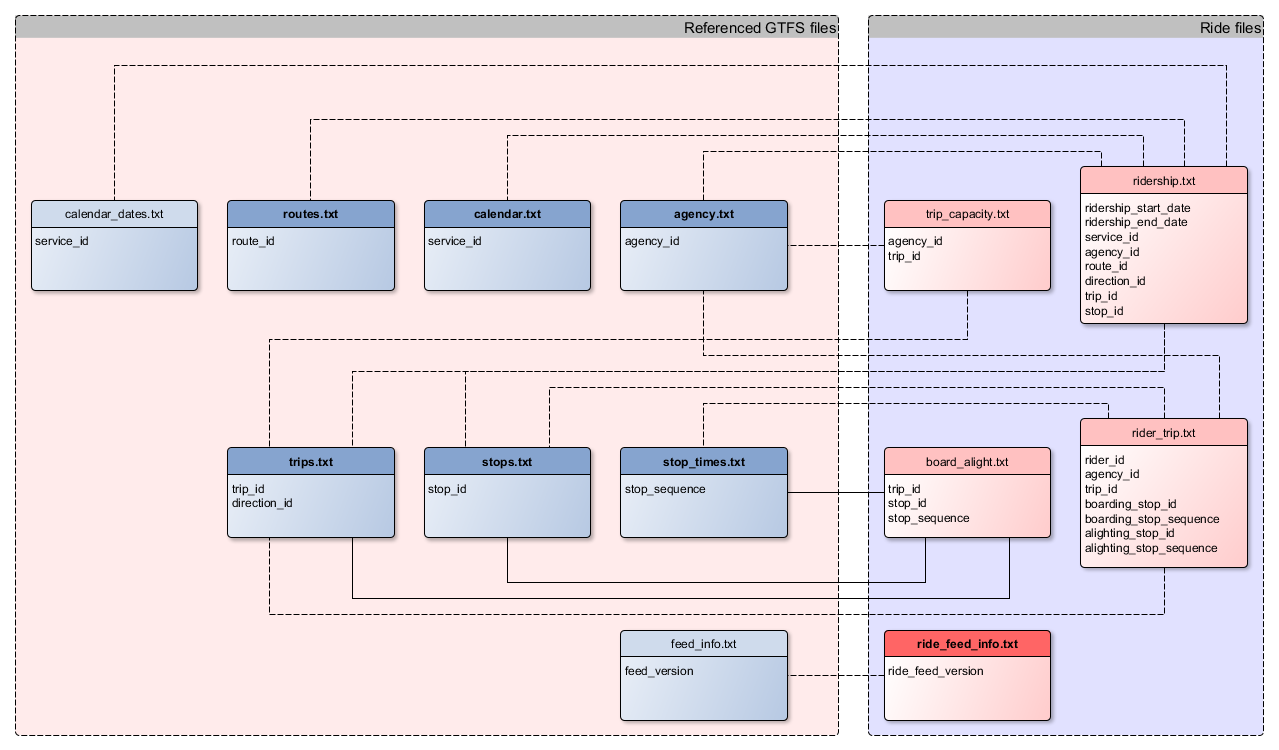 Referenced GTFS files
Ride files
calendar_dates.txt
service_id
routes.txt
route_id
calendar.txt
service_id
agency.txt
agency_id
trip_capacity.txt
agency_id
trip_id
ridership.txt
ridership_start_date
ridership_end_date
service_id
agency_id
route_id
direction_id
trip_id
stop_id
trips.txt
trip_id
direction_id
stops.txt
stop_id
stop_times.txt
stop_sequence
board_alight.txt
trip_id
stop_id
stop_sequence
rider_trip.txt
rider_id
agency_id
trip_id
boarding_stop_id
boarding_stop_sequence
alighting_stop_id
alighting_stop_sequence
feed_info.txt
feed_version
ride_feed_info.txt
ride_feed_version